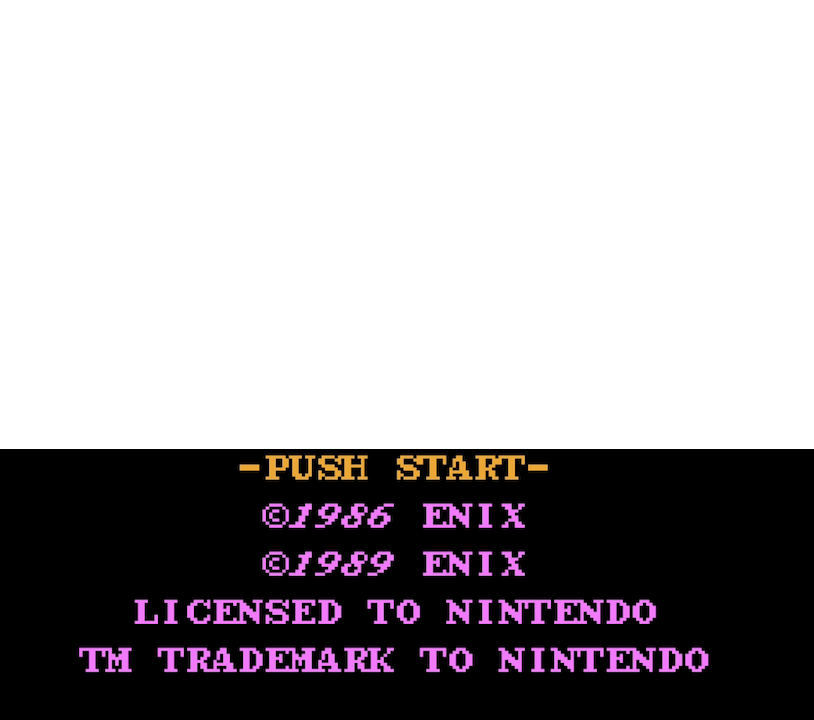 -PUSH START-
©1986 ENIX
©1989 ENIX
LICENSED TO NINTENDO
TM TRADEMARK TO NINTENDO